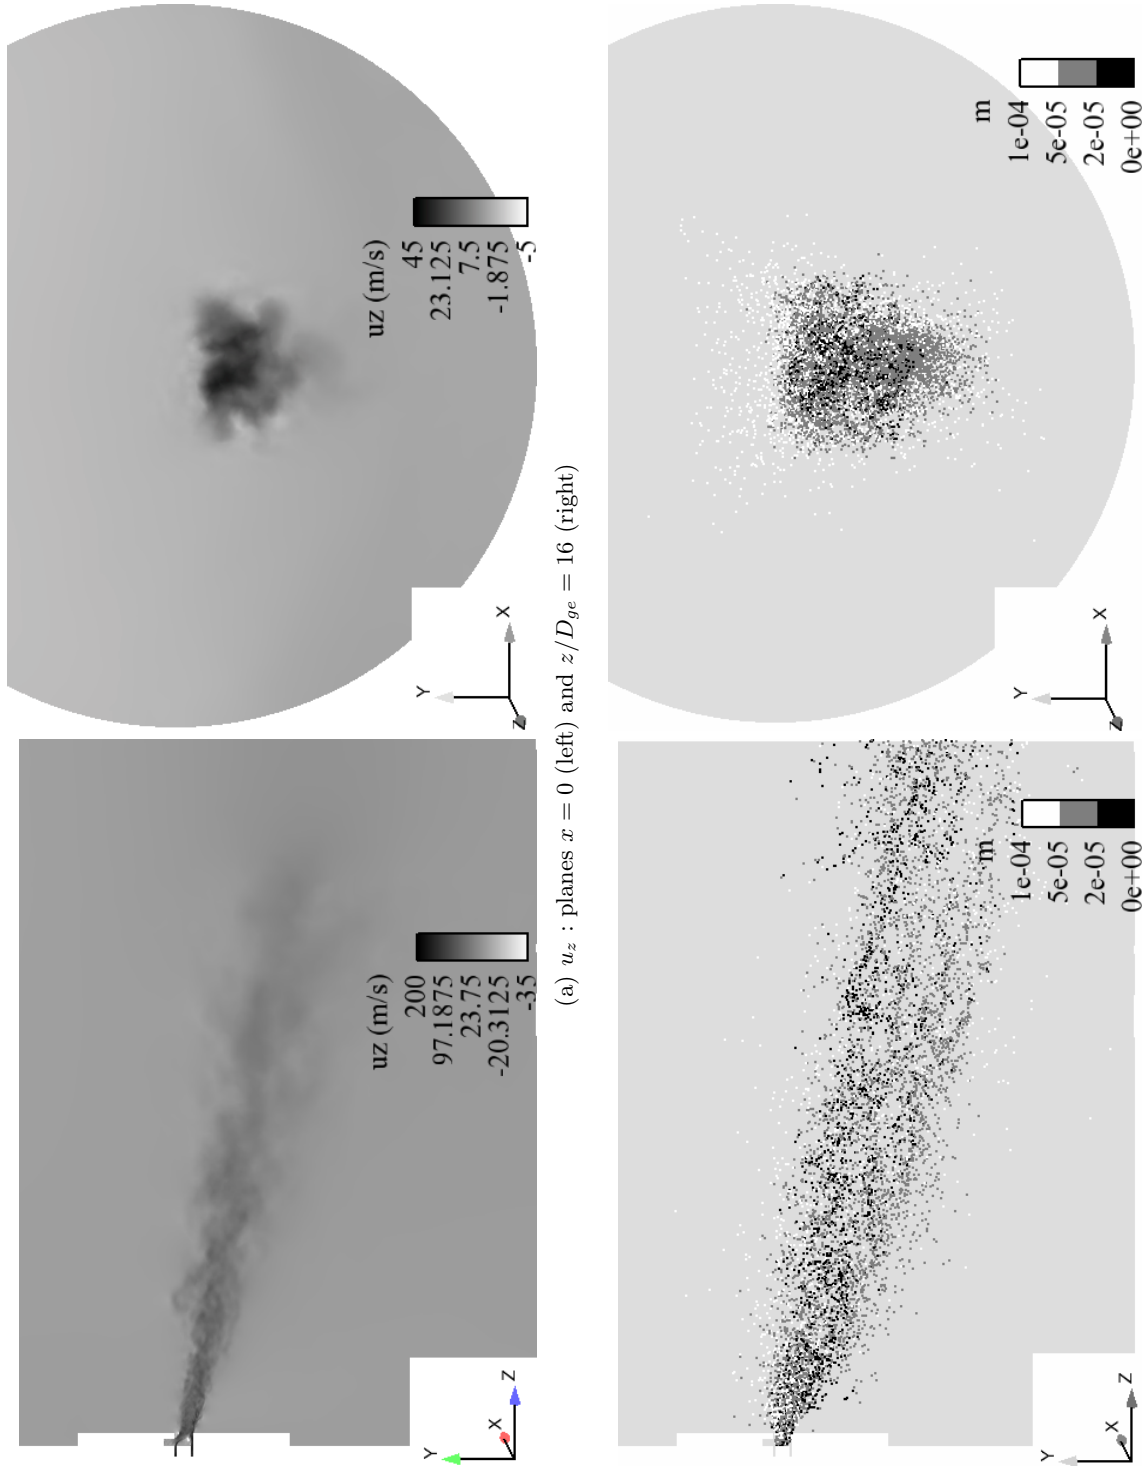 uz (m/s)
200
97.1875
23.75
-20.3125
-35
Y
X
Z
uz (m/s)
45
23.125
7.5
-1.875
-5
Y
X
Z
(a) u_z : planes x = 0 (left) and z/D_{ge} = 16 (right)
m
1e-04
5e-05
2e-05
0e+00
Y
X
Z
m
1e-04
5e-05
2e-05
0e+00
Y
X
Z